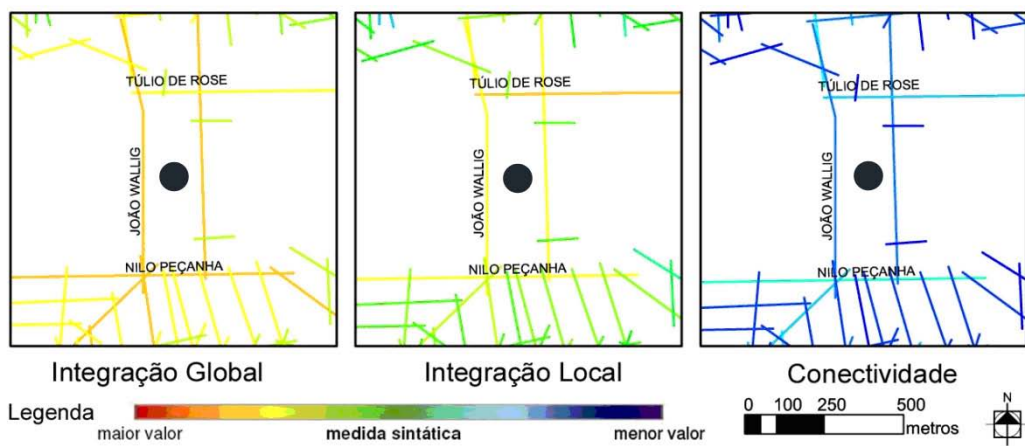 TÚLIO DE ROSE
JOÃO WALLIG
NILO PEÇANHA
TÚLIO DE ROSE
JOÃO WALLIG
NILO PEÇANHA
TÚLIO DE ROSE
JOÃO WALLIG
NILO PEÇANHA
Integração Global
Integração Local
Conectividade
Legenda
maior valor
medida sintática
menor valor
0 100 250 500
metros
N